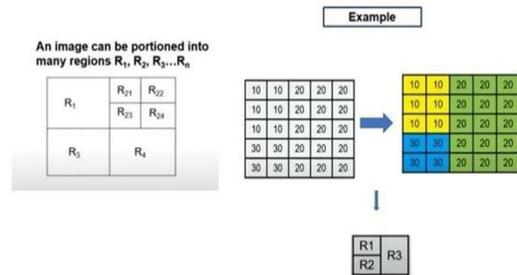 Example
An image can be portioned into
many regions R₁, R₂, R₃...Rₙ
R₁
R₂₁ R₂₂
R₂₃ R₂₄
R₃ R₄
10 10 20 20 20
10 10 20 20 20
10 10 20 20 20
30 30 20 20 20
30 30 20 20 20
10 10 20 20 20
10 10 20 20 20
10 10 20 20 20
30 30 20 20 20
30 30 20 20 20
R1
R2
R3